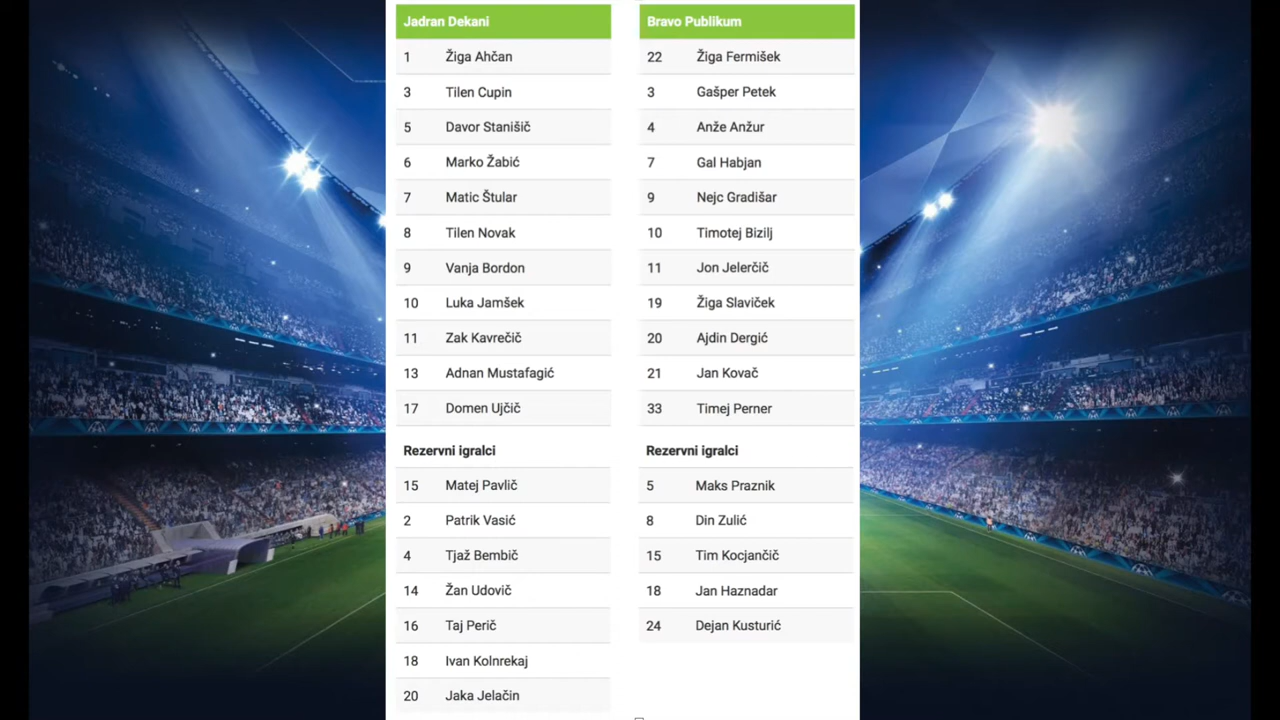 Jadran Dekani
1 Žiga Ahčan
3 Tilen Cupin
5 Davor Stanišič
6 Marko Žabić
7 Matic Štular
8 Tilen Novak
9 Vanja Bordon
10 Luka Jamšek
11 Zak Kavrečič
13 Adnan Mustafagić
17 Domen Ujčič
Rezervni igralci
15 Matej Pavlič
2 Patrik Vasić
4 Tjaž Bembič
14 Žan Udovič
16 Taj Perič
18 Ivan Kolnrekaj
20 Jaka Jelačin
Bravo Publikum
22 Žiga Fermišek
3 Gašper Petek
4 Anže Anžur
7 Gal Habjan
9 Nejc Gradišar
10 Timotej Bizilj
11 Jon Jelerčič
19 Žiga Slaviček
20 Ajdin Dergić
21 Jan Kovač
33 Timej Perner
Rezervni igralci
5 Maks Praznik
8 Din Zulić
15 Tim Kocjančič
18 Jan Haznadar
24 Dejan Kusturić